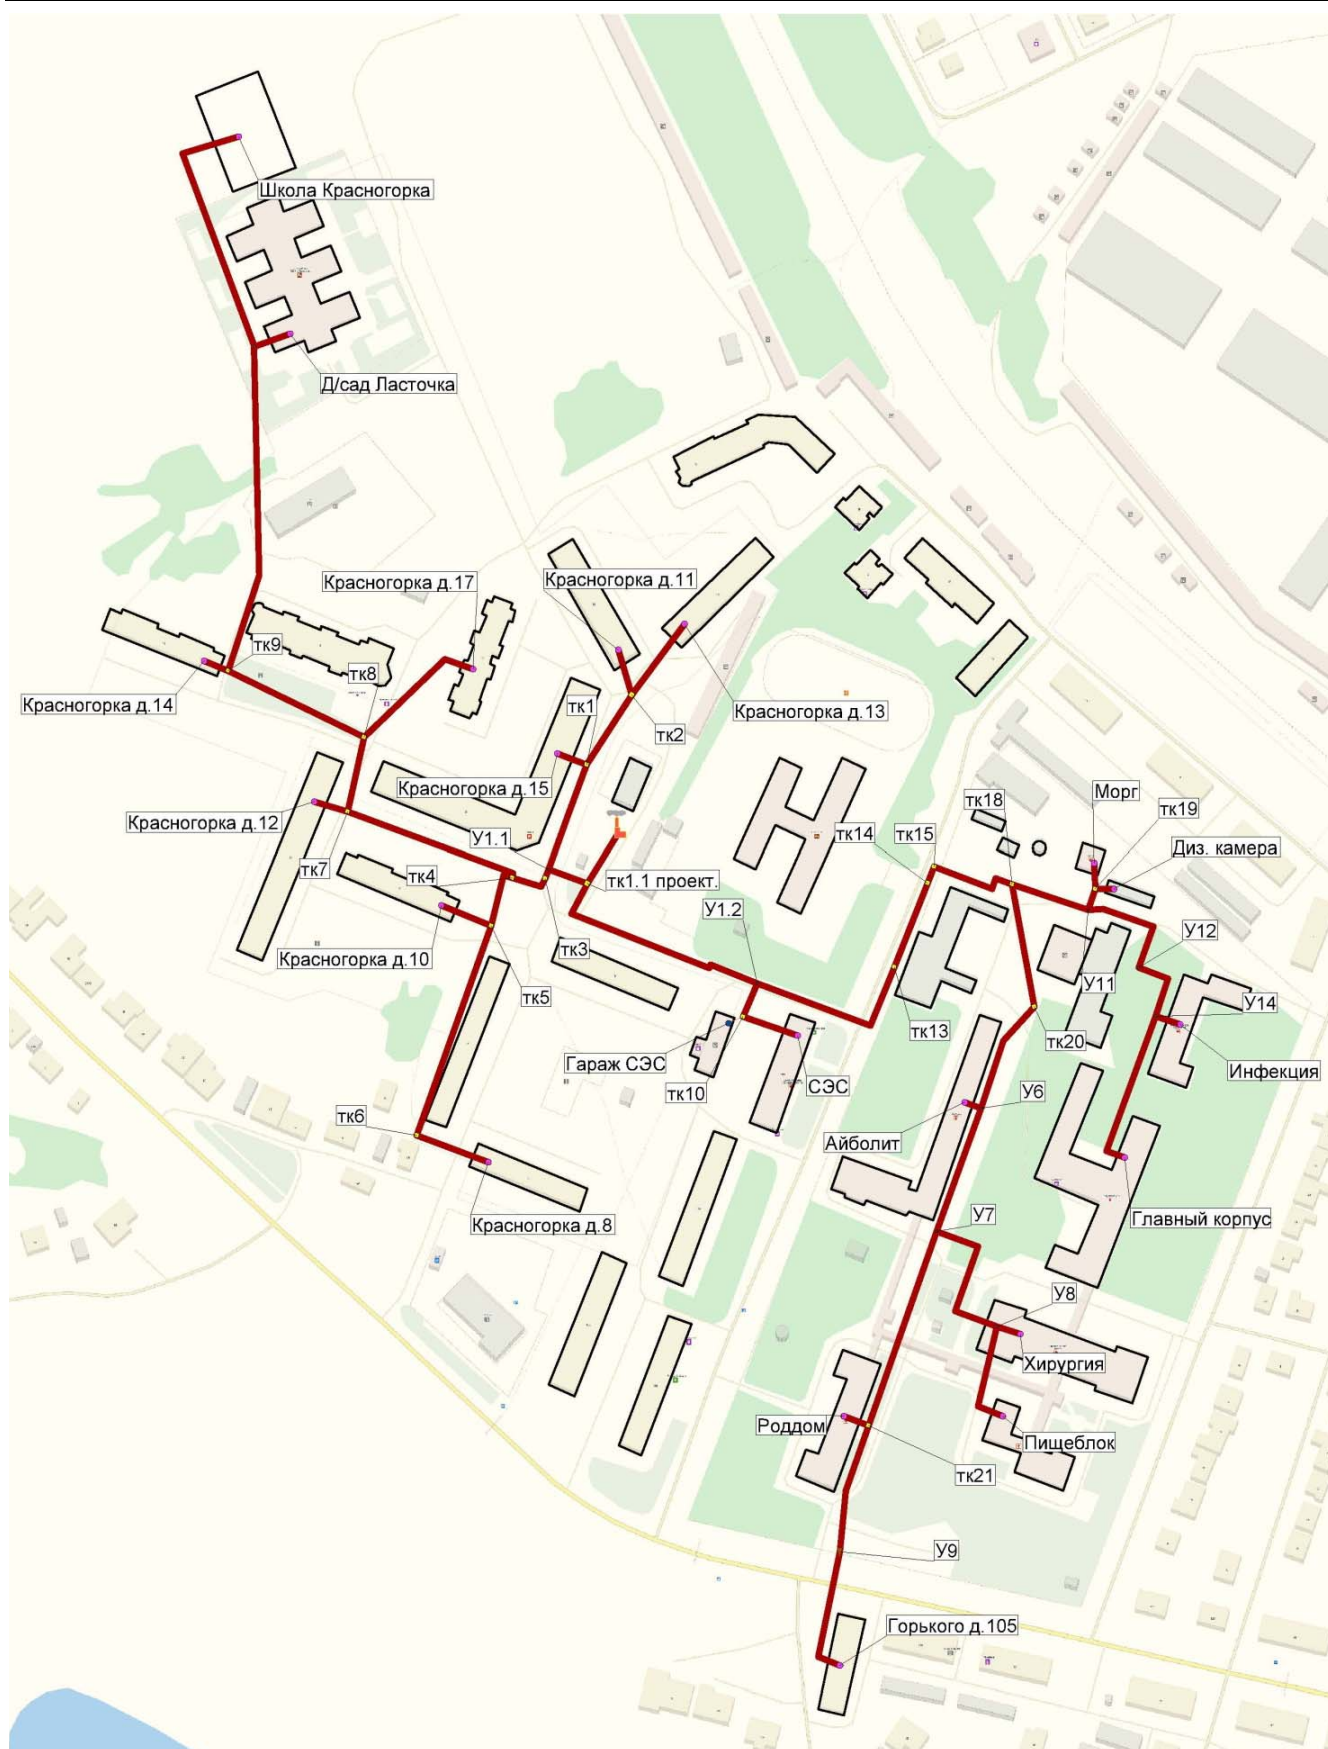 Школа Красногорка
Д/сад Ласточка
Красногорка д.17
Красногорка д.11
тк9
тк8
Красногорка д.14
тк1
Красногорка д.13
тк2
Красногорка д.15
Морг
тк18
тк19
Красногорка д.12
У1.1
тк14
тк15
Диз. камера
тк7
тк4
тк1.1 проект.
У1.2
У12
Красногорка д.10
тк3
тк13
У11
тк5
тк20
У14
Гараж СЭС
тк10
СЭС
Инфекция
У6
тк6
Айболит
Красногорка д.8
У7
Главный корпус
У8
Хирургия
Роддом
Пищеблок
тк21
У9
Горького д.105